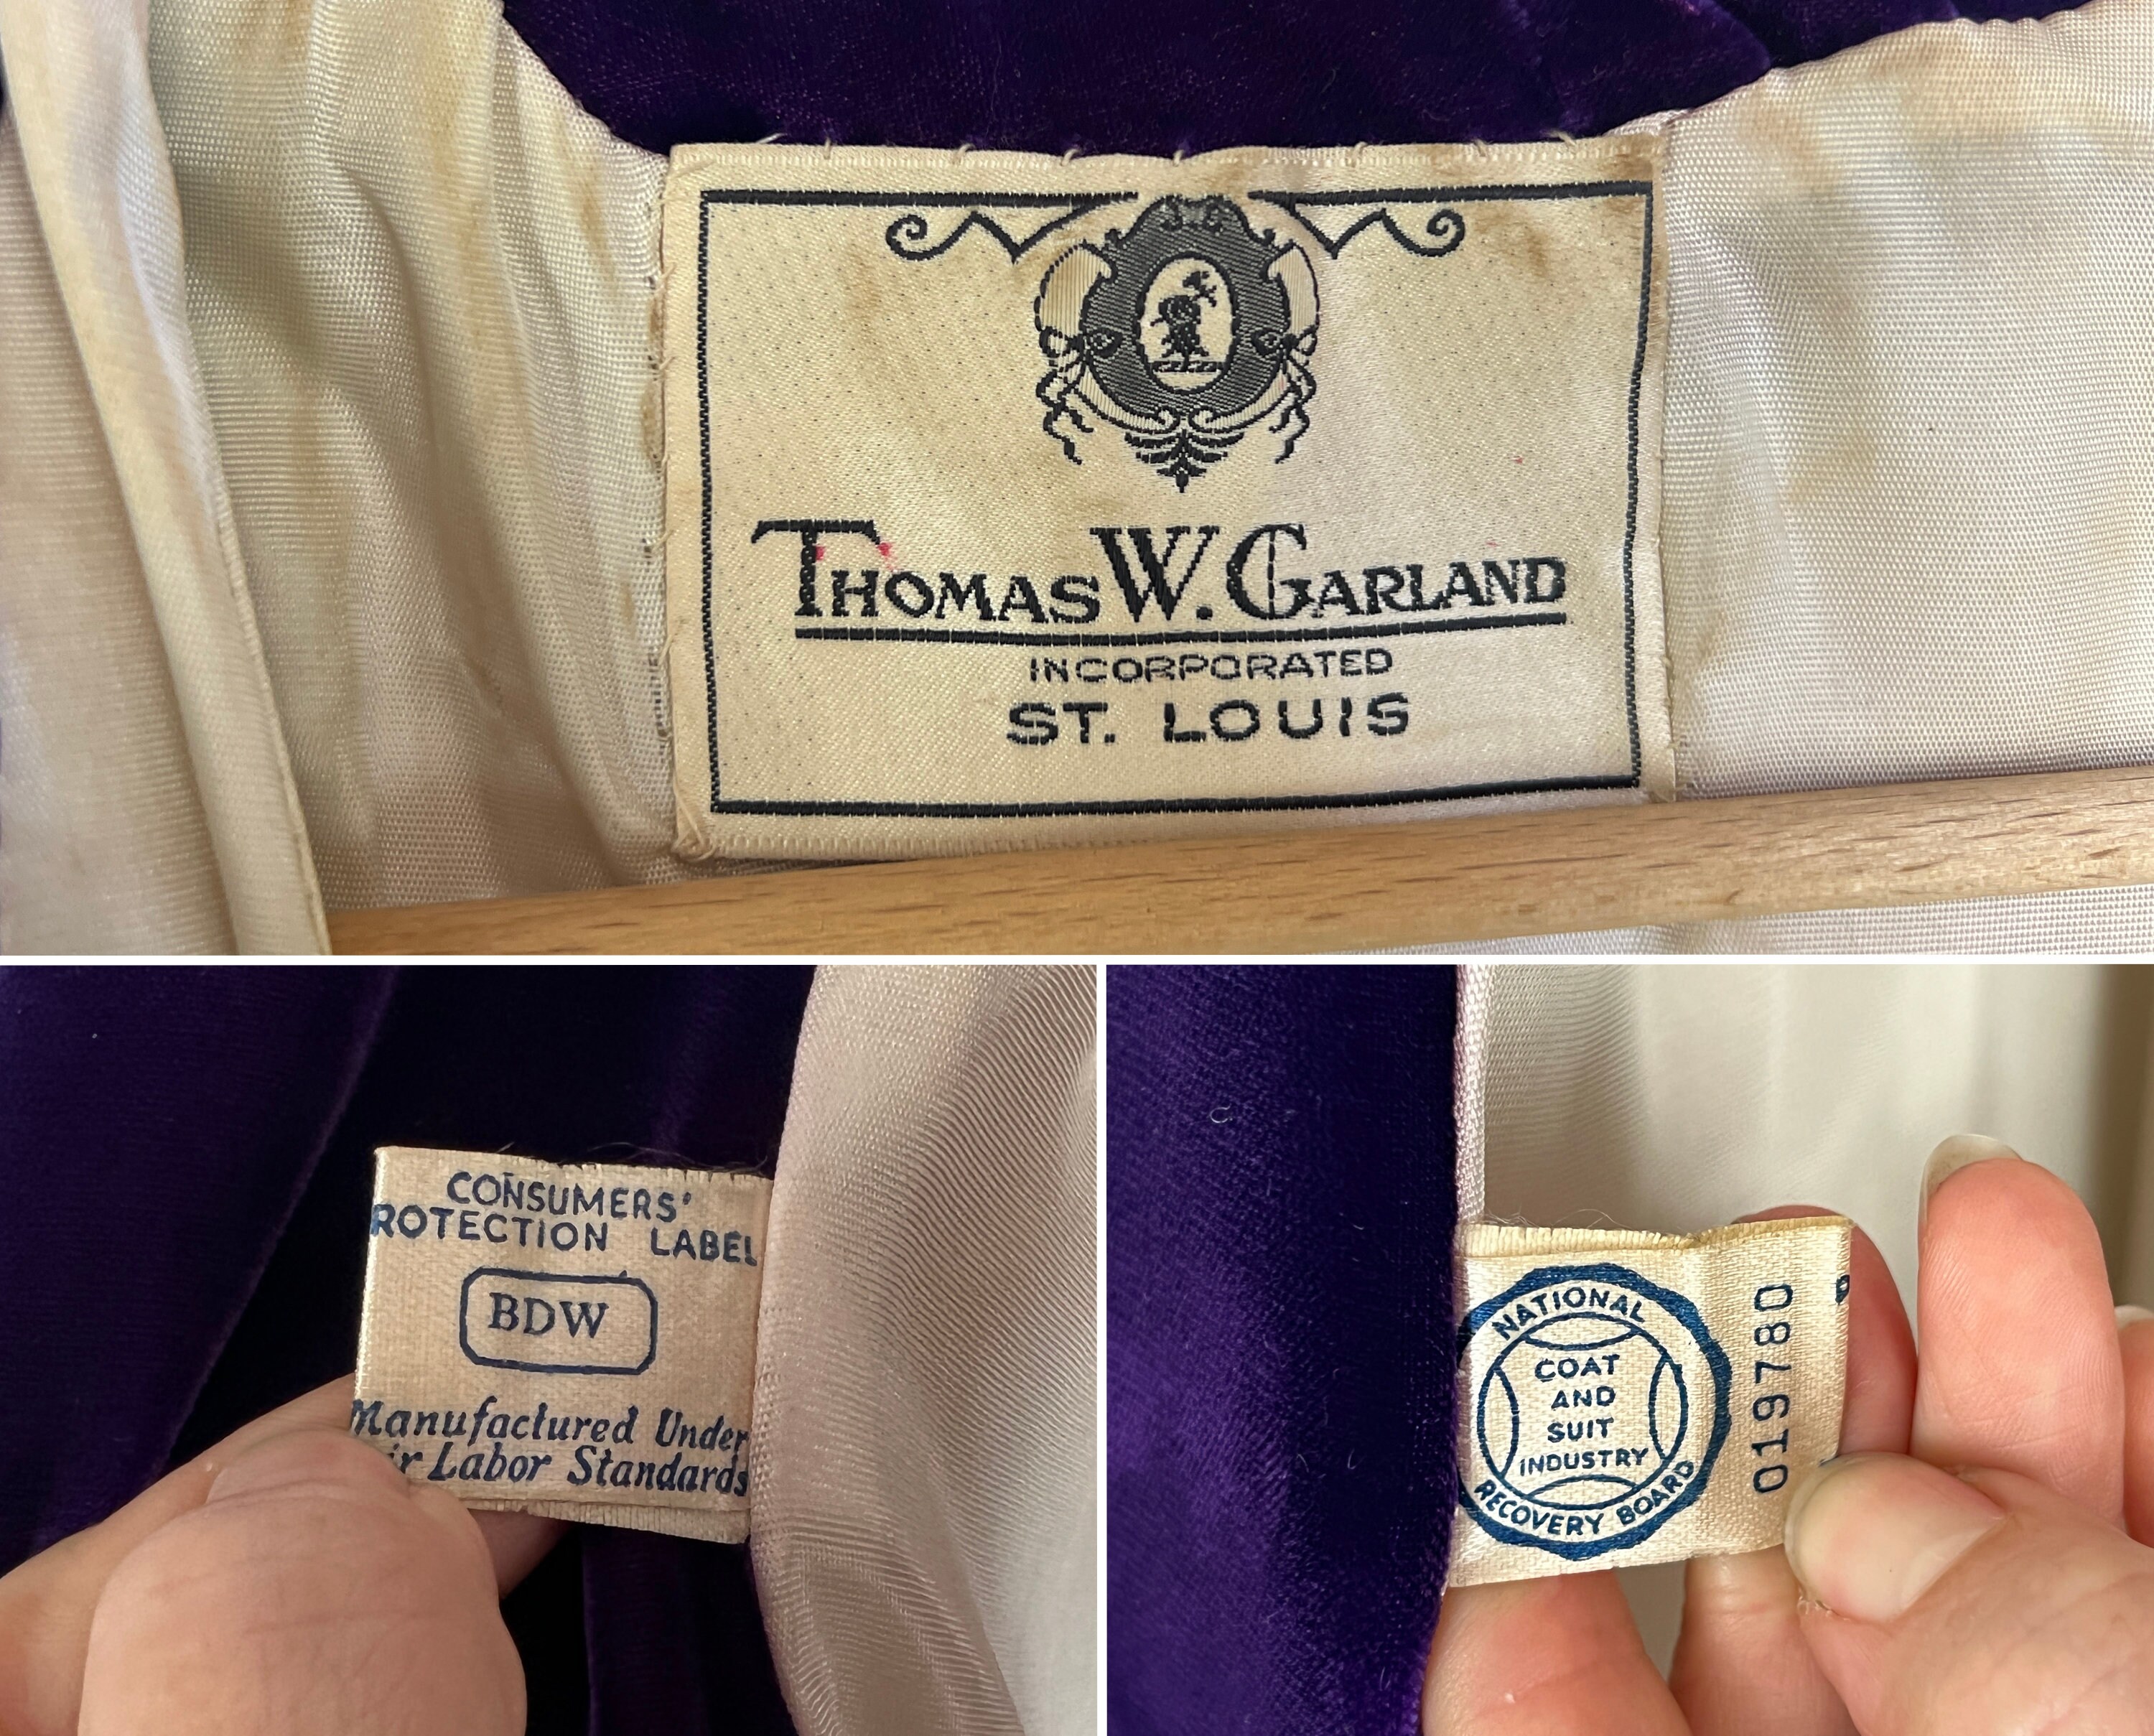 THOMAS W. GARLAND
INCORPORATED
ST. LOUIS
CONSUMERS'
ROTECTION LABEL
BDW
Manufactured Under
ir Labor Standards
NATIONAL
COAT
AND
SUIT
INDUSTRY
RECOVERY BOARD
019780